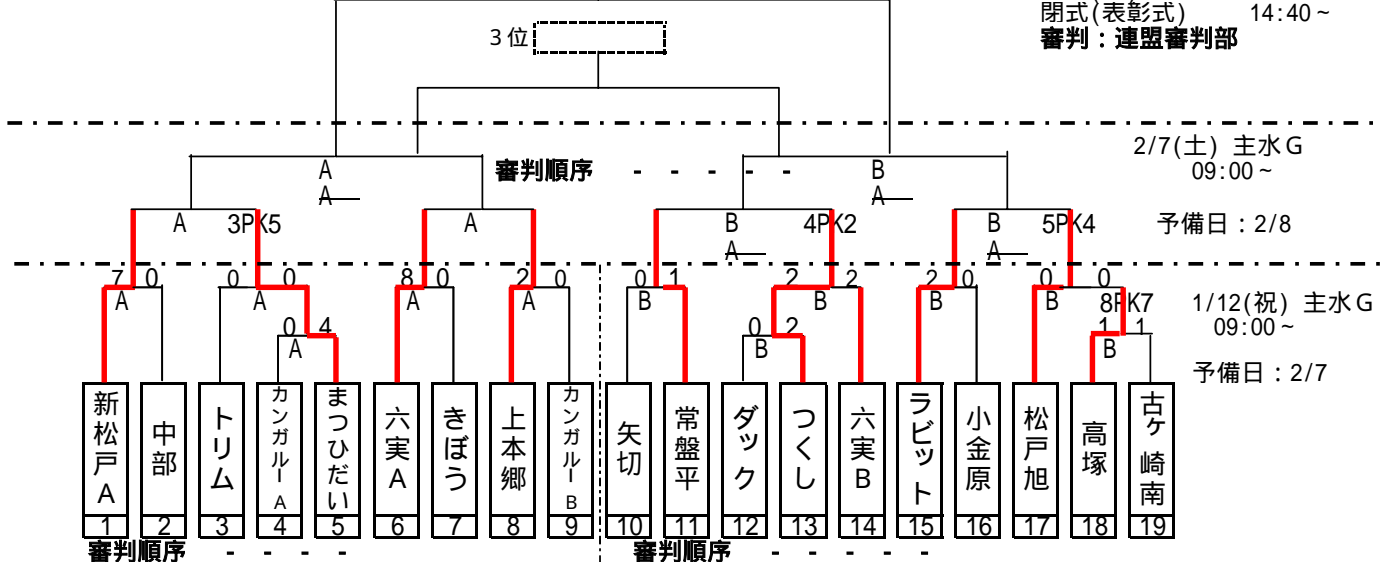 閉式(表彰式) 14:40～
3位
審判：連盟審判部
2/7(土) 主水G
A 審判順序 - - - - - B
09:00～
A A
A 3PK5 A B 4PK2 B 5PK4 予備日：2/8
A A
7 0 0 0 8 0 2 0 0 1 2 2 2 0 0 0
A A A A B B B B 8PK7 1/12(祝) 主水G
0 4 0 2 1 1 09:00～
A B B
予備日：2/7
新松戸A 中部 トリム カンガルーA まつひだい 六実A きぼう 上本郷 カンガルーB 矢切 常盤平 ダック つくし 六実B ラビット 小金原 松戸旭 高塚 古ケ崎南
1 2 3 4 5 6 7 8 9 10 11 12 13 14 15 16 17 18 19
審判順序 - - - - 審判順序 - - - - -